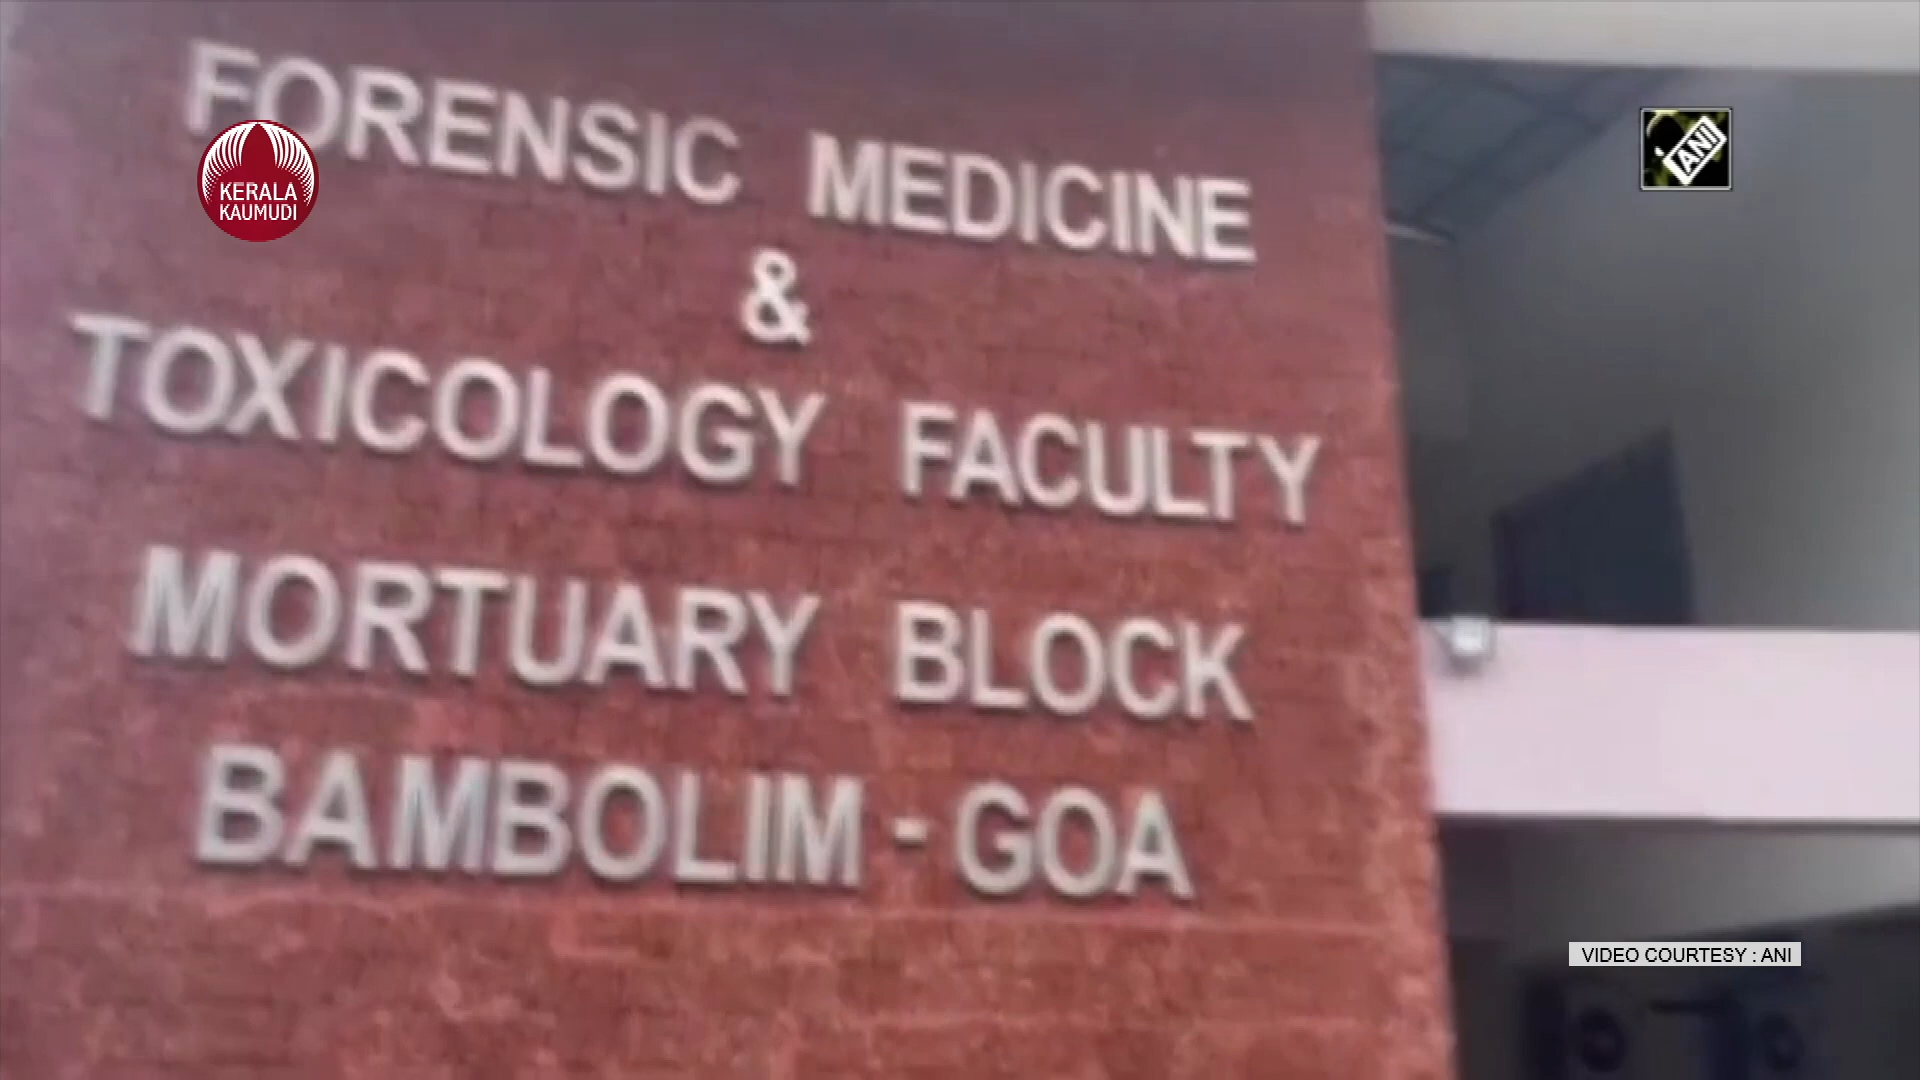 FORENSIC MEDICINE
&
TOXICOLOGY FACULTY
MORTUARY BLOCK
BAMBOLIM - GOA
KERALA
KAUMUDI
ANI
VIDEO COURTESY : ANI